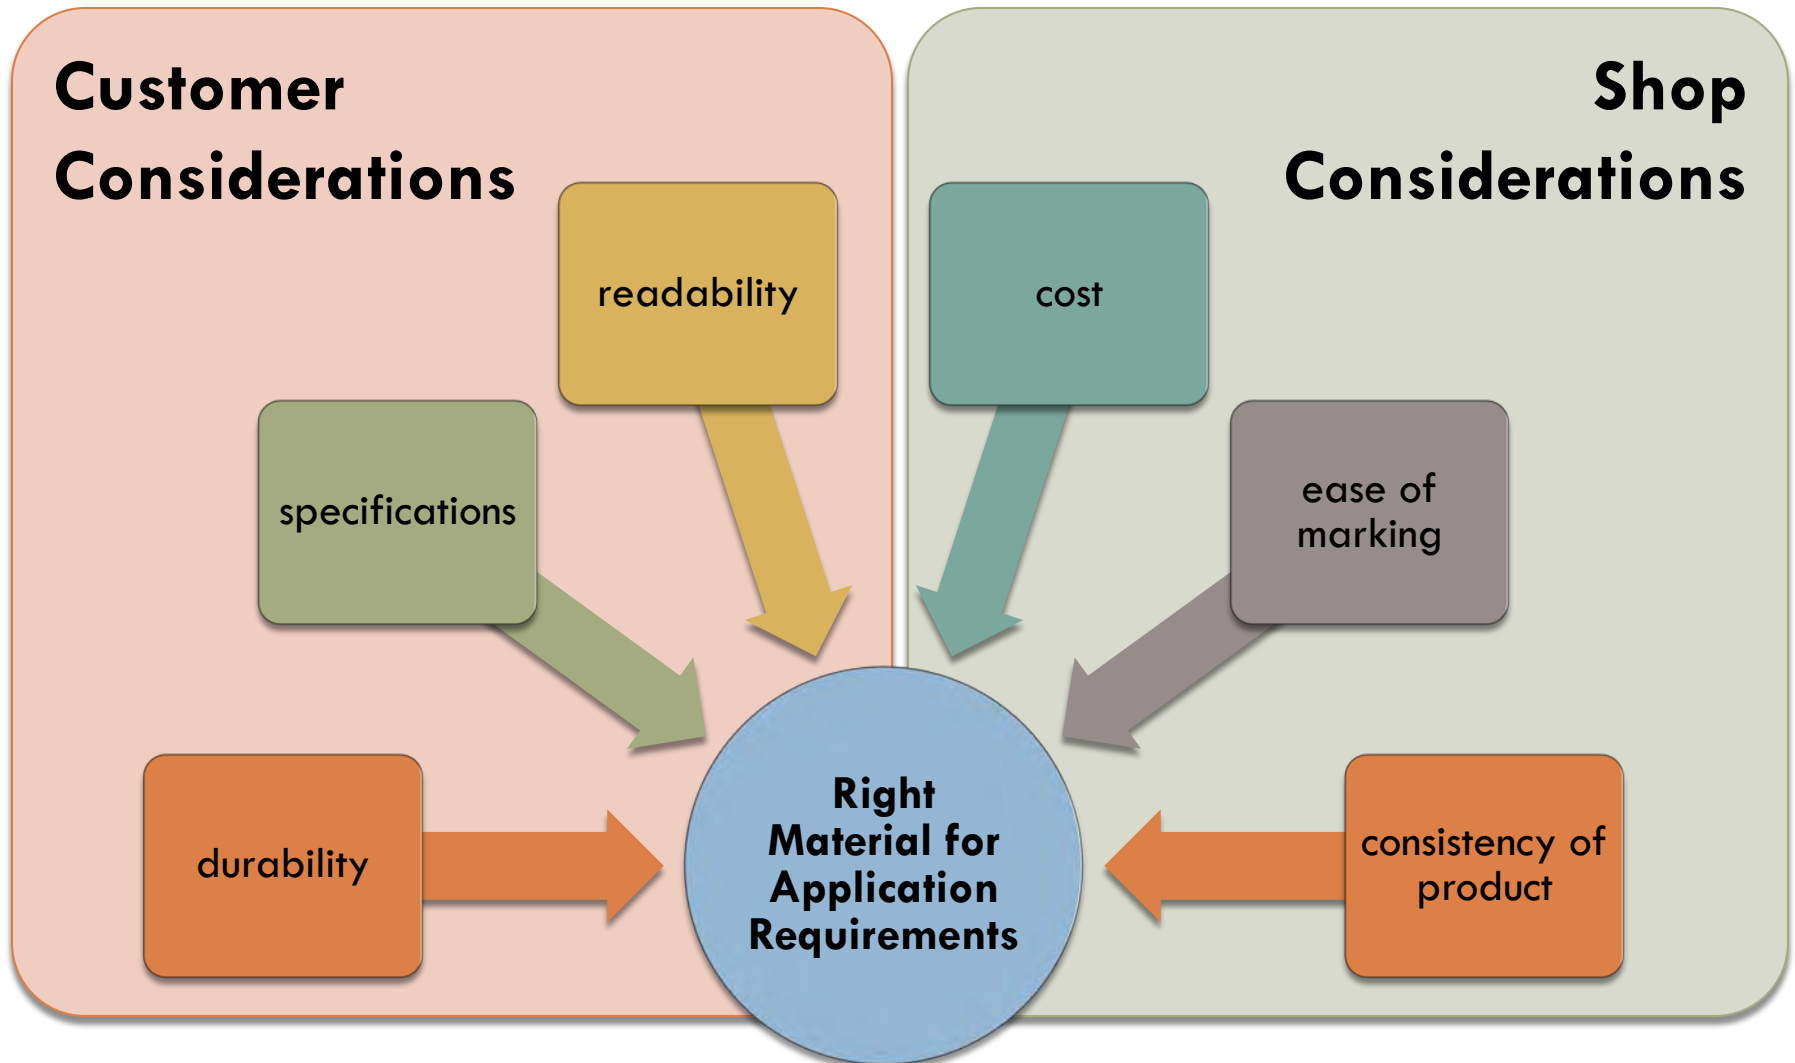 Customer
Considerations
Shop
Considerations
readability
cost
specifications
ease of
marking
durability
Right
Material for
Application
Requirements
consistency of
product